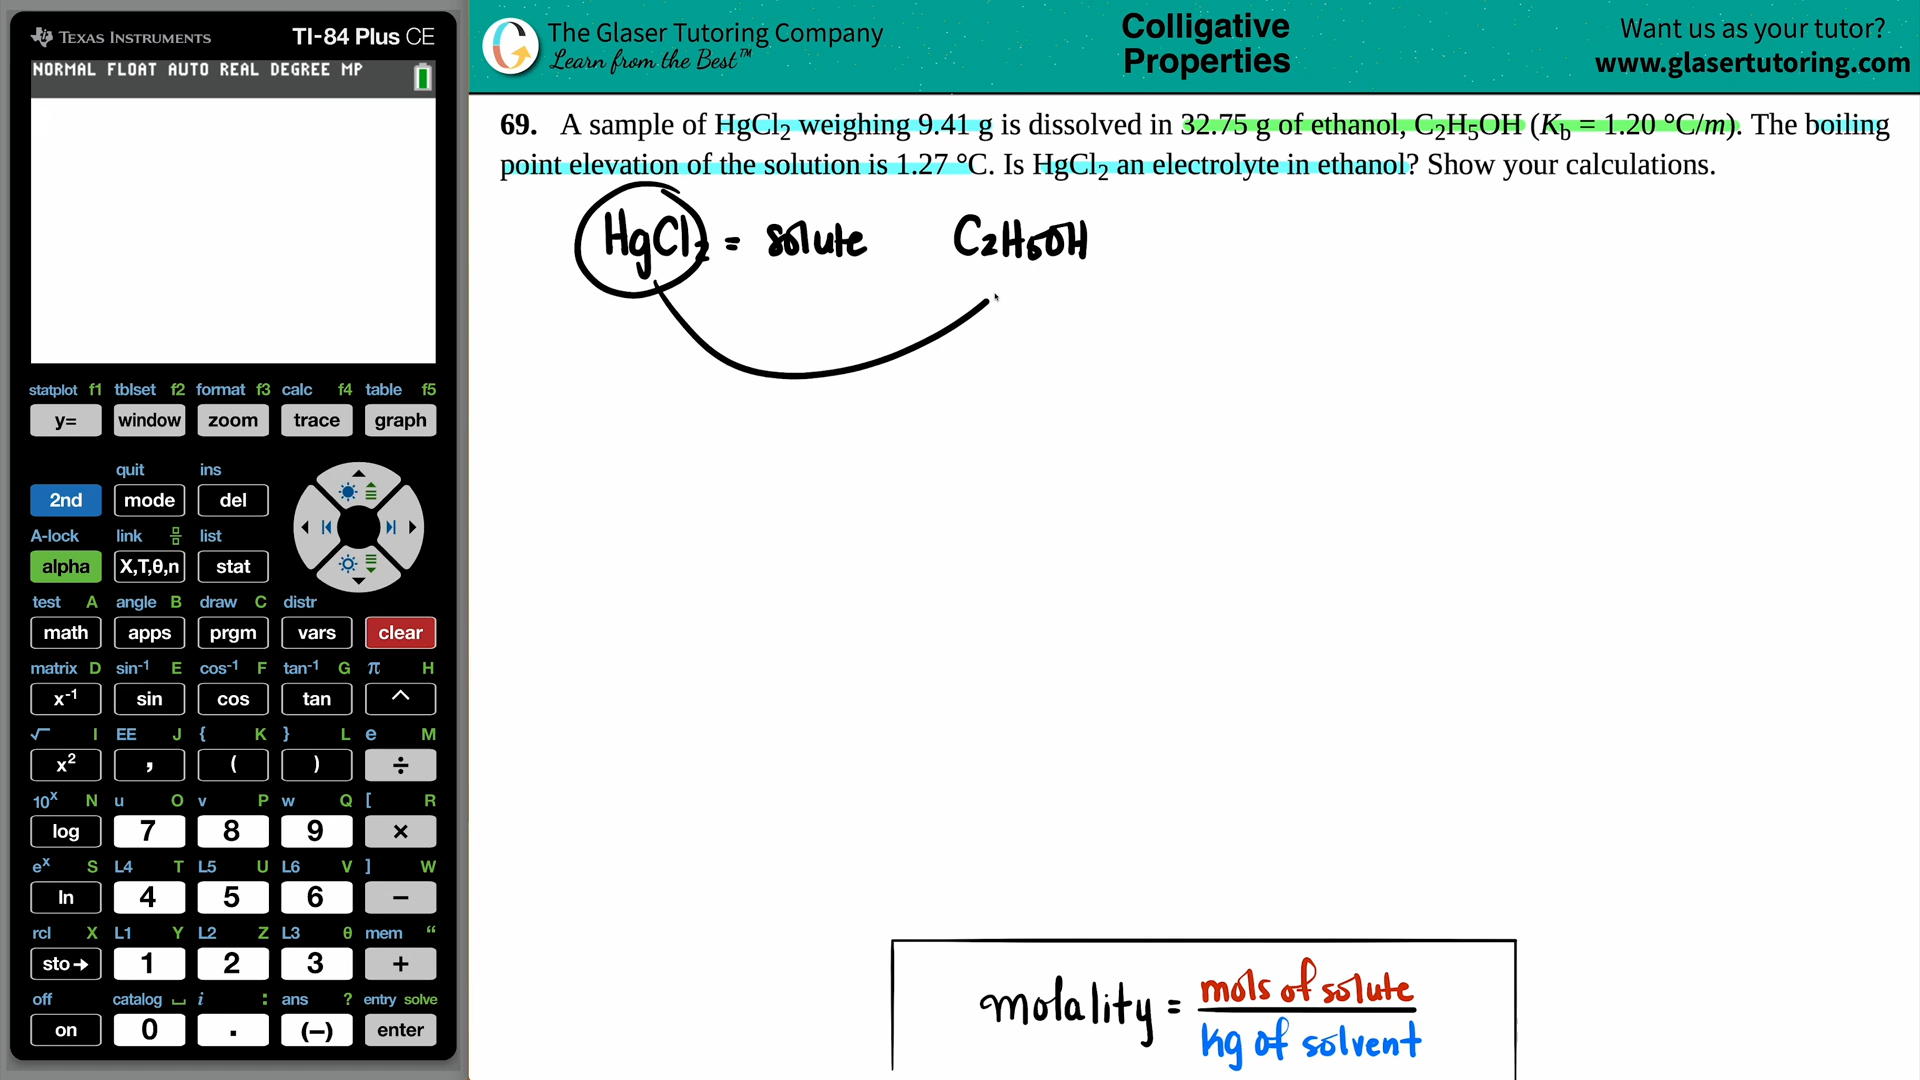 TEXAS INSTRUMENTS TI-84 Plus CE
NORMAL FLOAT AUTO REAL DEGREE MP
statplot f1 tblset f2 format f3 calc f4 table f5
y= window zoom trace graph
quit ins
2nd mode del
A-lock link list
alpha X,T,θ,n stat
test A angle B draw C distr
math apps prgm vars clear
matrix D sin⁻¹ E cos⁻¹ F tan⁻¹ G π H
x⁻¹ sin cos tan ^
√ I EE J { K } L e M
x² , ( ) ÷
10ˣ N u O v P w Q [ R
log 7 8 9 ×
eˣ S L4 T L5 U L6 V ] W
ln 4 5 6 −
rcl X L1 Y L2 Z L3 θ mem “
sto→ 1 2 3 +
off catalog ⎵ i : ans ? entry solve
on 0 . (−) enter
The Glaser Tutoring Company
Learn from the Best™
Colligative
Properties
Want us as your tutor?
www.glasertutoring.com
69. A sample of HgCl₂ weighing 9.41 g is dissolved in 32.75 g of ethanol, C₂H₅OH (K_b = 1.20 °C/m). The boiling
point elevation of the solution is 1.27 °C. Is HgCl₂ an electrolyte in ethanol? Show your calculations.
HgCl₂ = solute C₂H₅OH
molality = mols of solute
kg of solvent